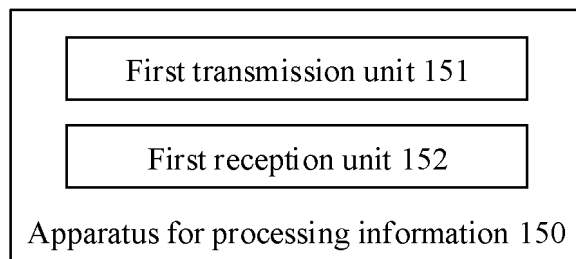 First transmission unit 151
First reception unit 152
Apparatus for processing information 150